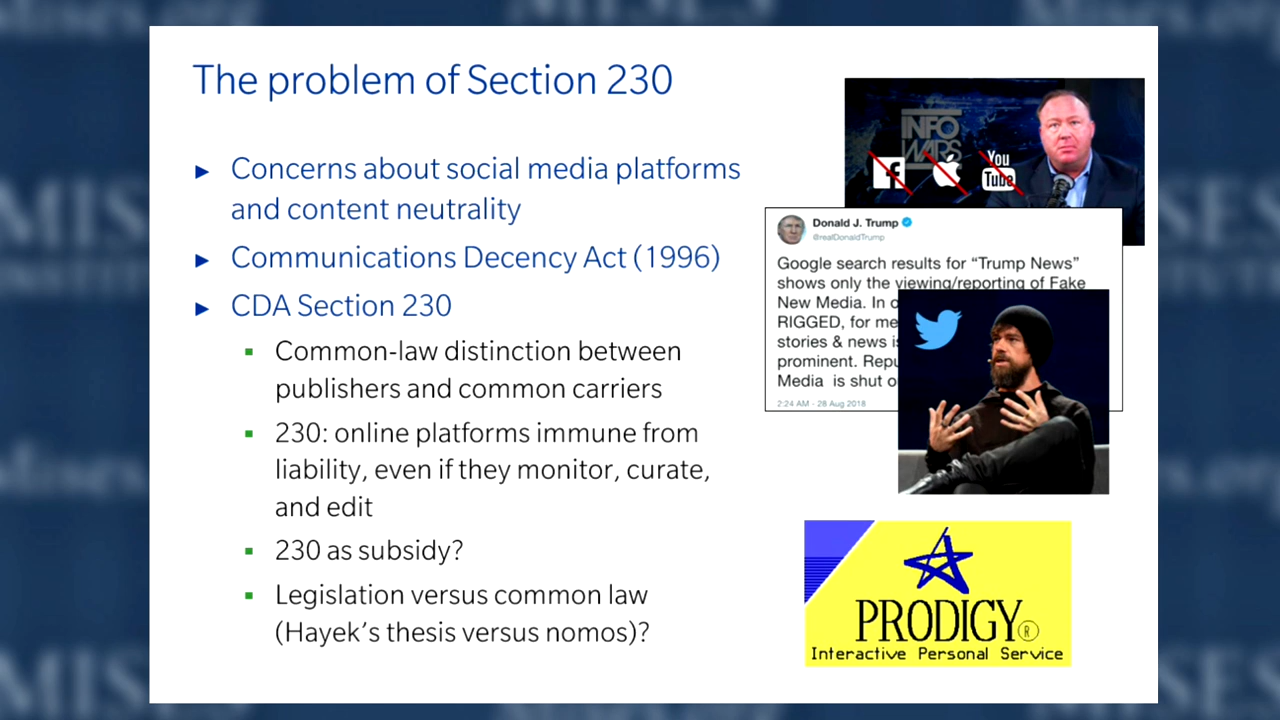 The problem of Section 230
► Concerns about social media platforms
and content neutrality
► Communications Decency Act (1996)
► CDA Section 230
▪ Common-law distinction between
publishers and common carriers
▪ 230: online platforms immune from
liability, even if they monitor, curate,
and edit
▪ 230 as subsidy?
▪ Legislation versus common law
(Hayek's thesis versus nomos)?
INFO
WARS
You
Tube
Donald J. Trump
@realDonaldTrump
Google search results for “Trump News”
shows only the viewing/reporting of Fake
New Media. In
RIGGED, for me
stories & news
prominent.
Media is shut
2:24 AM - 28 Aug 2018
PRODIGY®
Interactive Personal Service